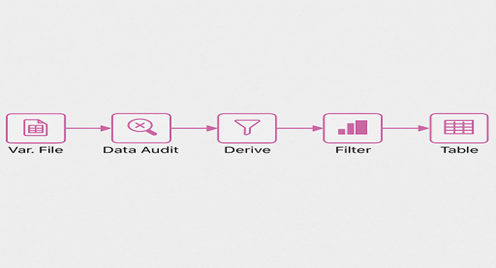 Var. File
Data Audit
Derive
Filter
Table